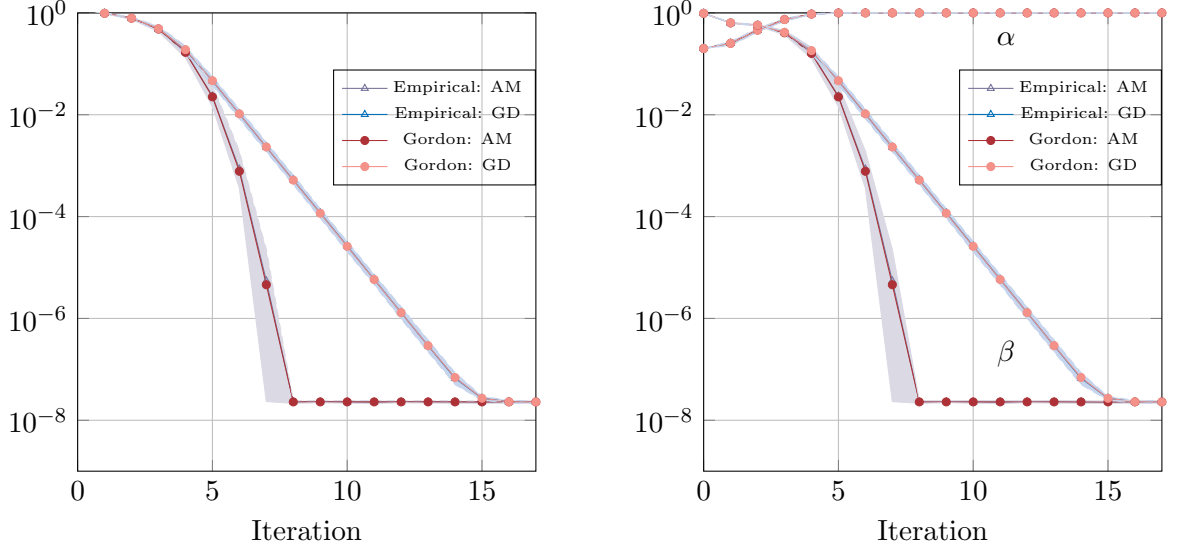 10^0
10^-2
10^-4
10^-6
10^-8
0
5
10
15
Iteration
Empirical: AM
Empirical: GD
Gordon: AM
Gordon: GD
10^0
10^-2
10^-4
10^-6
10^-8
0
5
10
15
Iteration
α
Empirical: AM
Empirical: GD
Gordon: AM
Gordon: GD
β